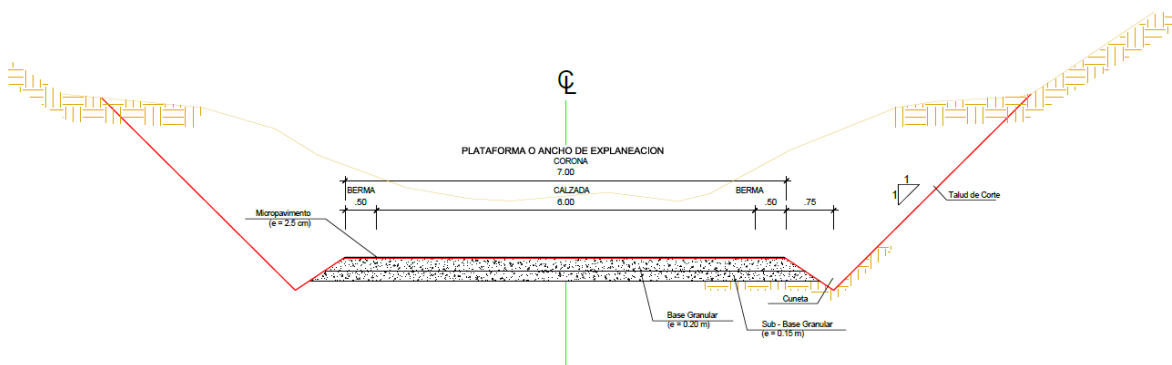 CL
PLATAFORMA O ANCHO DE EXPLANEACION
CORONA
7.00
BERMA
CALZADA
BERMA
.50
6.00
.50
.75
1
1
Talud de Corte
Micropavimento
(e = 2.5 cm)
Cuneta
Base Granular
(e = 0.20 m)
Sub - Base Granular
(e = 0.15 m)